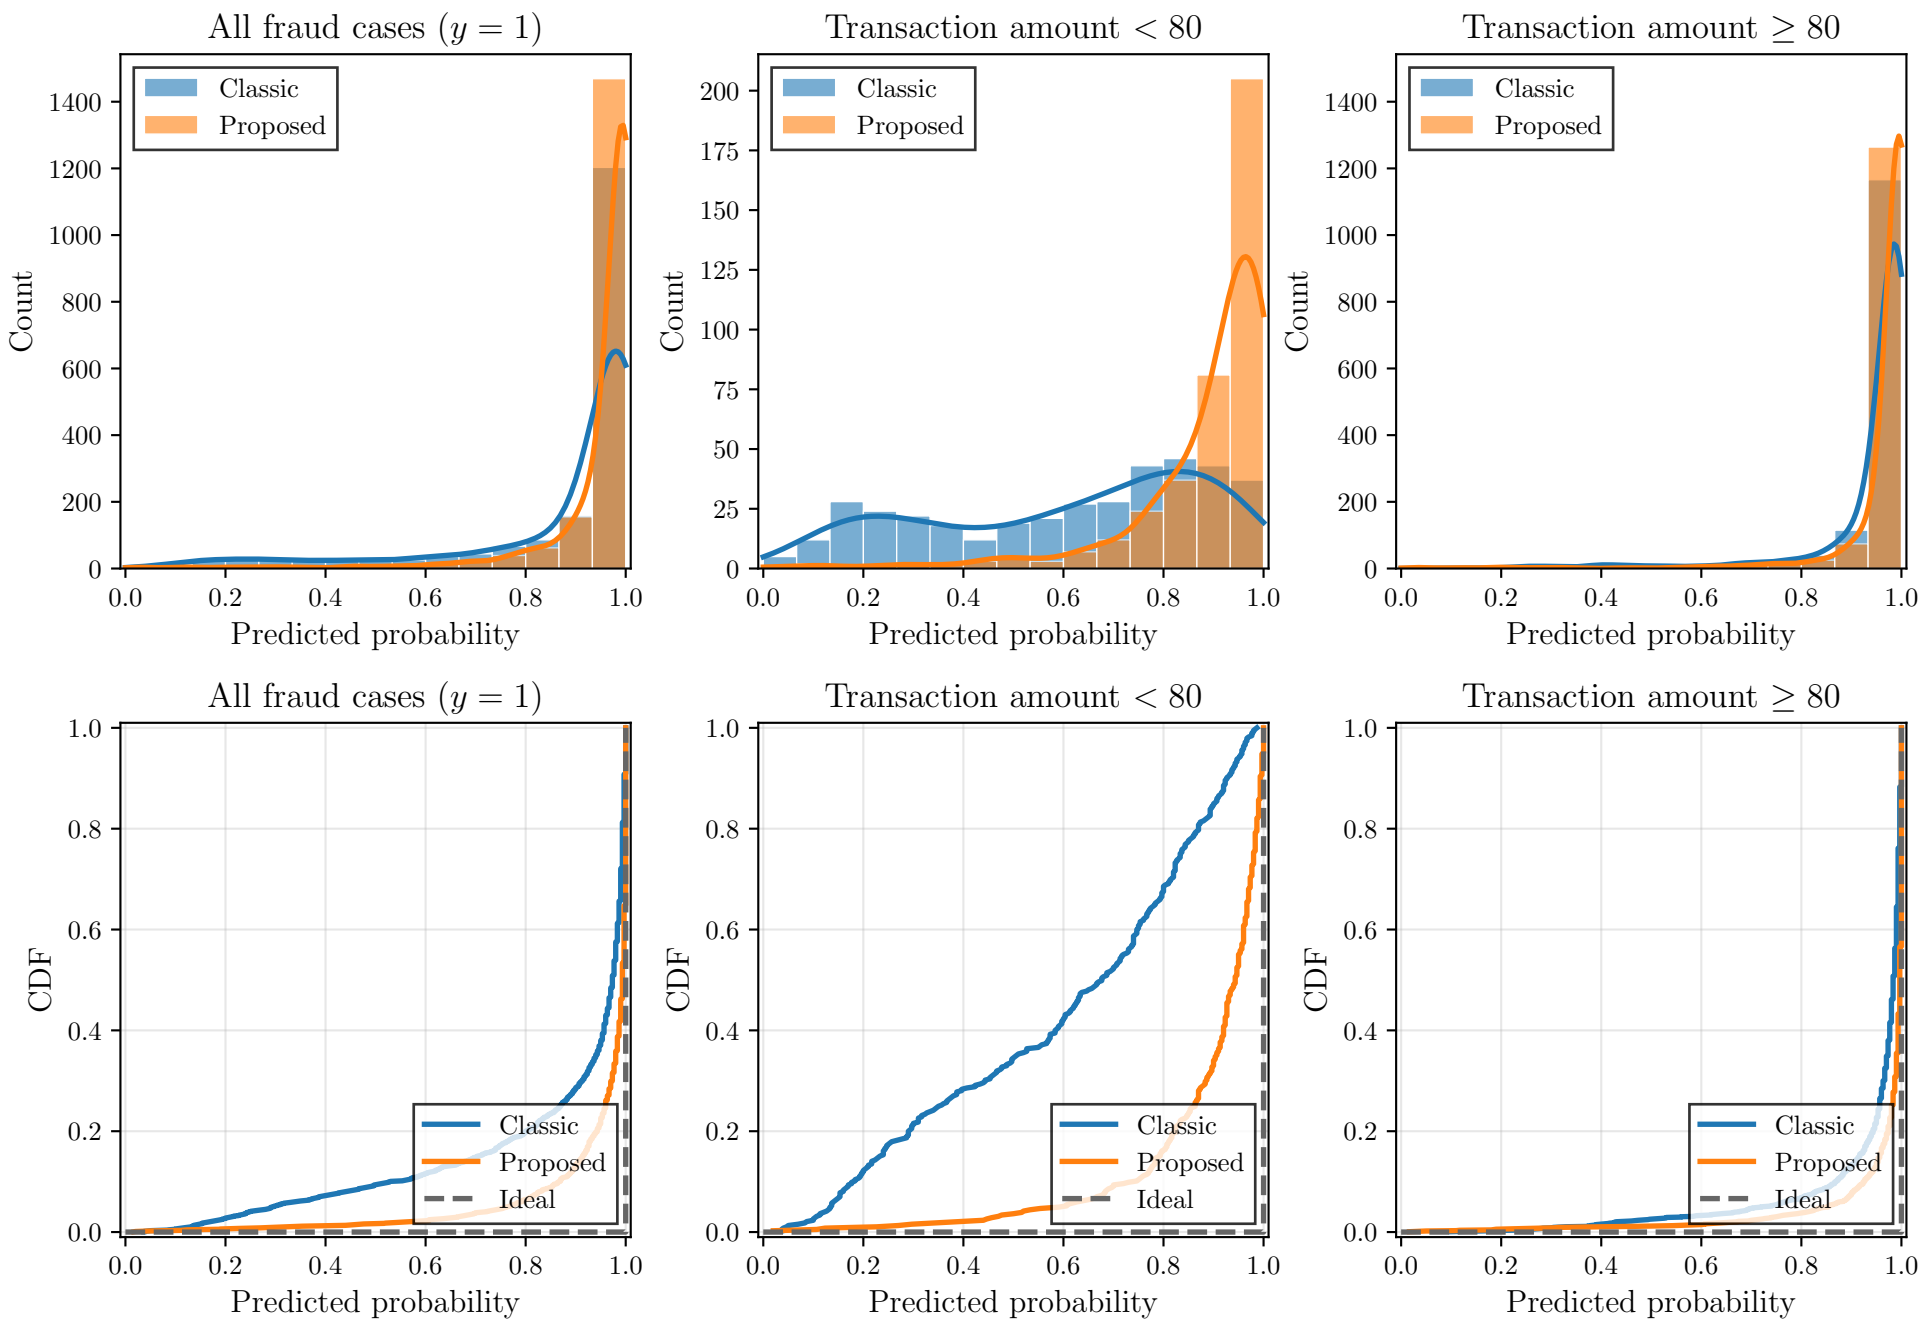 All fraud cases (y = 1)
Classic
Proposed
1400
1200
1000
800
600
400
200
0
Count
0.0 0.2 0.4 0.6 0.8 1.0
Predicted probability
Transaction amount < 80
Classic
Proposed
200
175
150
125
100
75
50
25
0
Count
0.0 0.2 0.4 0.6 0.8 1.0
Predicted probability
Transaction amount ≥ 80
Classic
Proposed
1400
1200
1000
800
600
400
200
0
Count
0.0 0.2 0.4 0.6 0.8 1.0
Predicted probability
All fraud cases (y = 1)
1.0
0.8
0.6
0.4
0.2
0.0
CDF
Classic
Proposed
Ideal
0.0 0.2 0.4 0.6 0.8 1.0
Predicted probability
Transaction amount < 80
1.0
0.8
0.6
0.4
0.2
0.0
CDF
Classic
Proposed
Ideal
0.0 0.2 0.4 0.6 0.8 1.0
Predicted probability
Transaction amount ≥ 80
1.0
0.8
0.6
0.4
0.2
0.0
CDF
Classic
Proposed
Ideal
0.0 0.2 0.4 0.6 0.8 1.0
Predicted probability